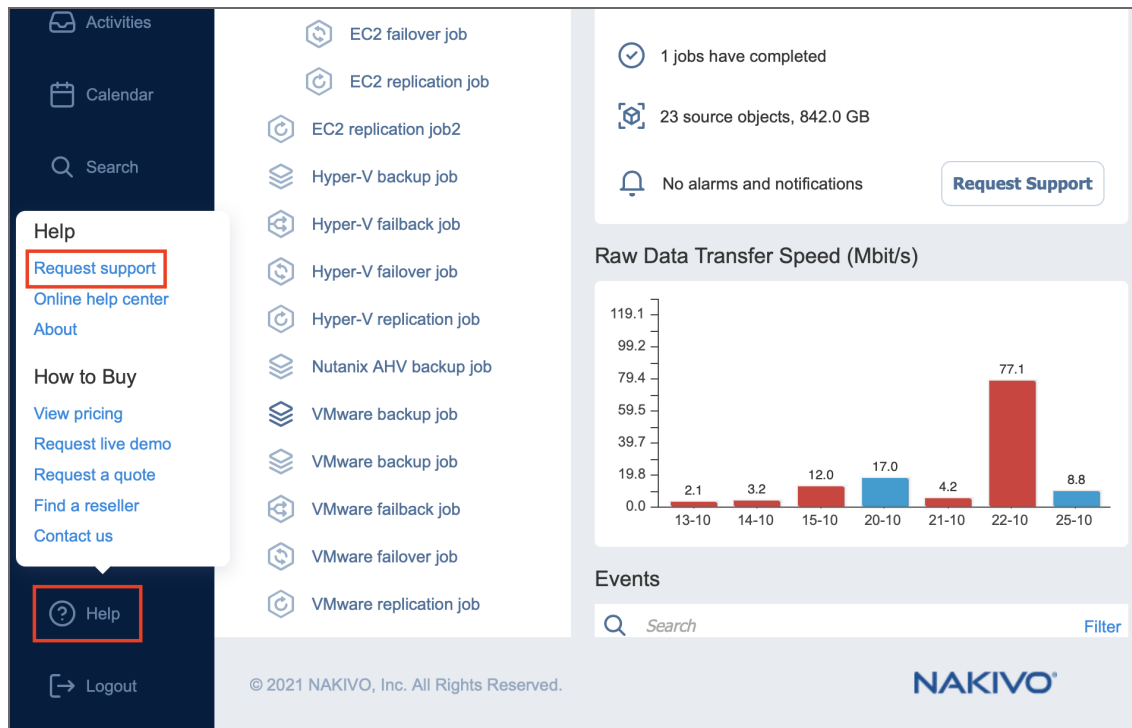 Activities
Calendar
Search
Help
Request support
Online help center
About
How to Buy
View pricing
Request live demo
Request a quote
Find a reseller
Contact us
Help
Logout
EC2 failover job
EC2 replication job
EC2 replication job2
Hyper-V backup job
Hyper-V failback job
Hyper-V failover job
Hyper-V replication job
Nutanix AHV backup job
VMware backup job
VMware backup job
VMware failback job
VMware failover job
VMware replication job
1 jobs have completed
23 source objects, 842.0 GB
No alarms and notifications
Request Support
Raw Data Transfer Speed (Mbit/s)
119.1
99.2
79.4
59.5
39.7
19.8
0.0
2.1 3.2 12.0 17.0 4.2 77.1 8.8
13-10 14-10 15-10 20-10 21-10 22-10 25-10
Events
Search Filter
© 2021 NAKIVO, Inc. All Rights Reserved.
NAKIVO®